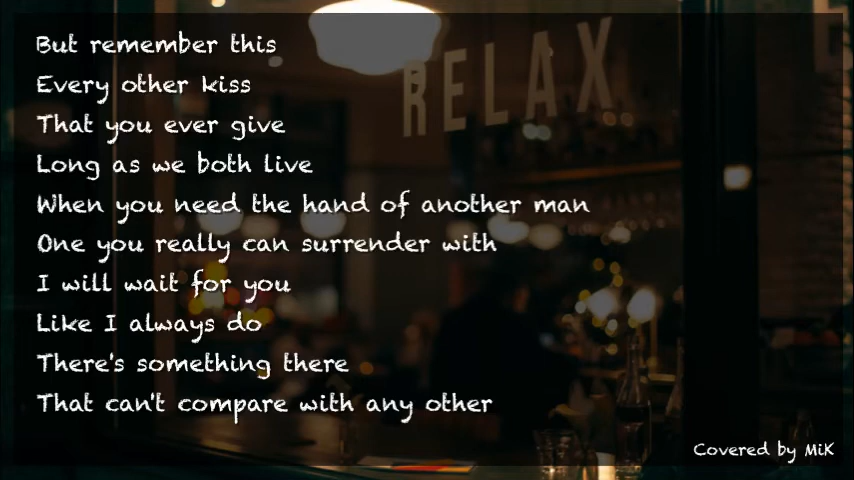 RELAX
But remember this
Every other kiss
That you ever give
Long as we both live
When you need the hand of another man
One you really can surrender with
I will wait for you
Like I always do
There's something there
That can't compare with any other
Covered by MiK